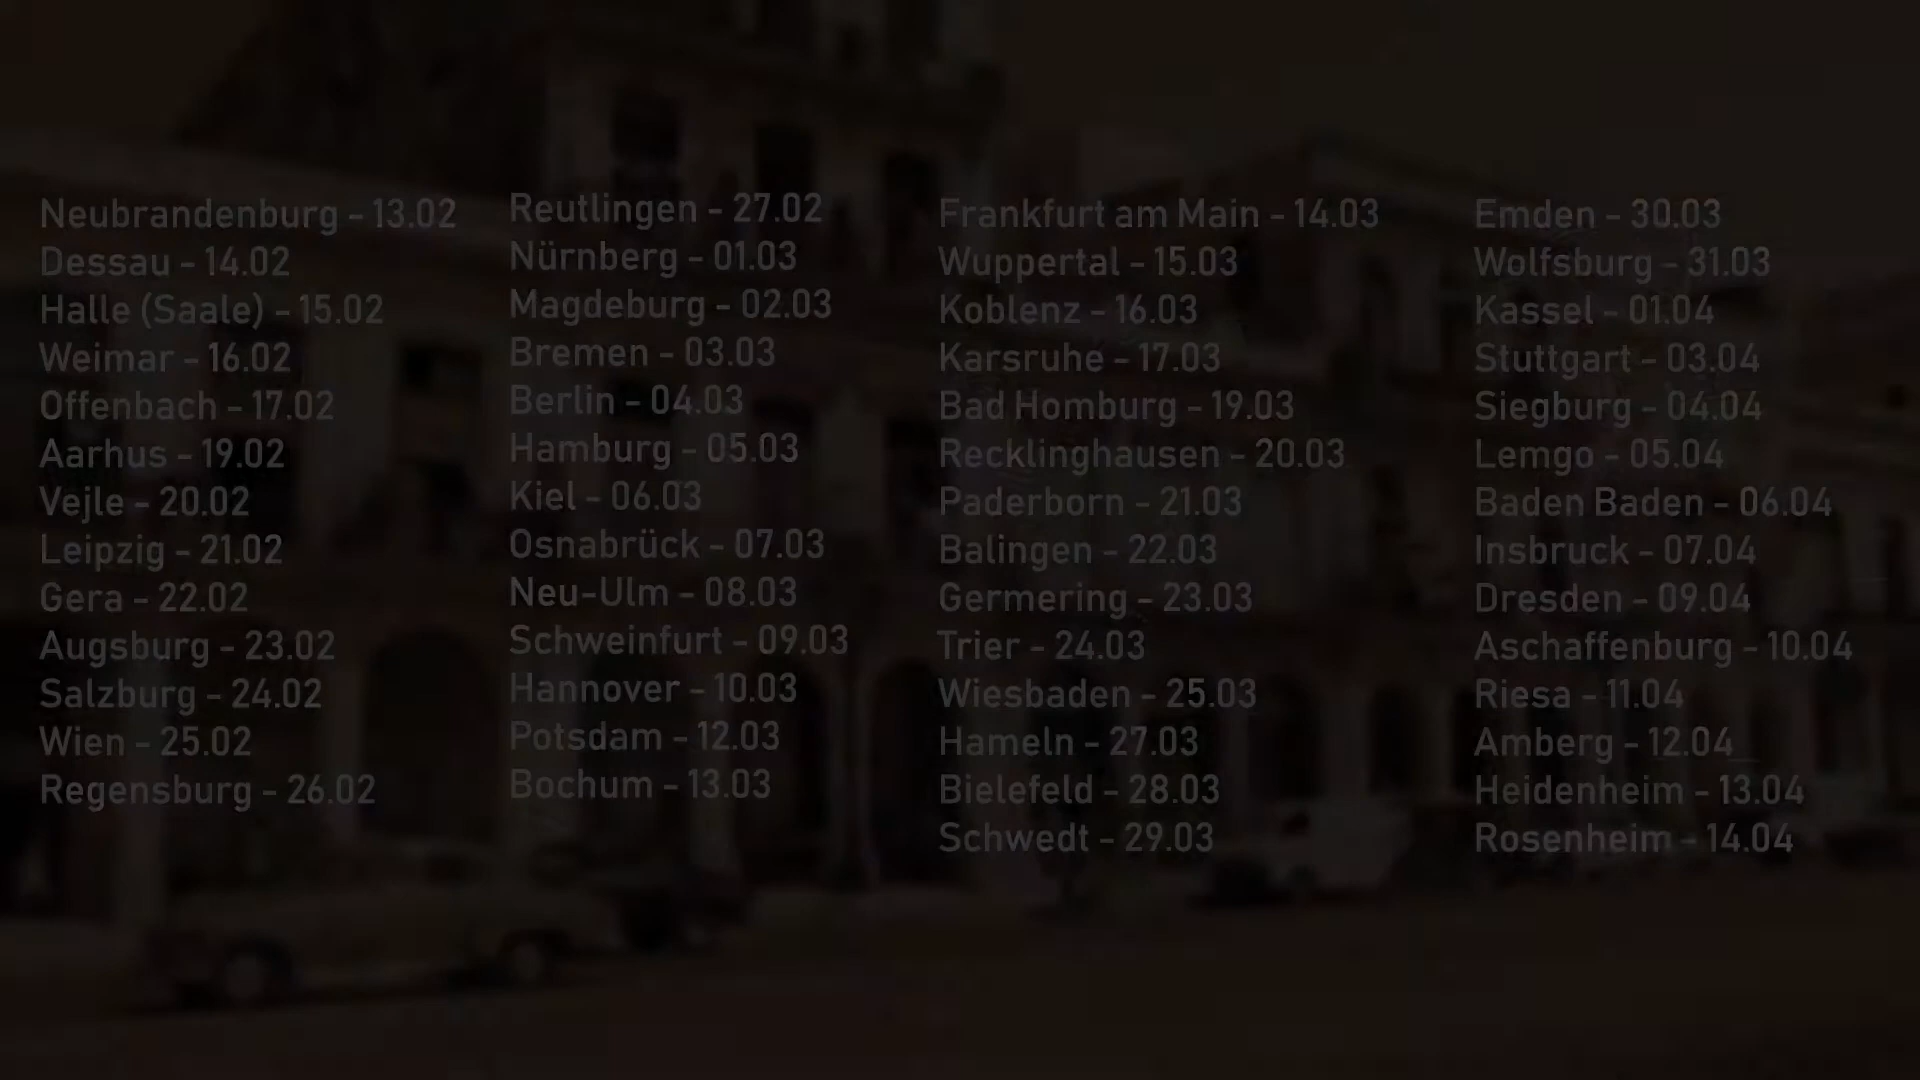 Neubrandenburg - 13.02
Dessau - 14.02
Halle (Saale) - 15.02
Weimar - 16.02
Offenbach - 17.02
Aarhus - 19.02
Vejle - 20.02
Leipzig - 21.02
Gera - 22.02
Augsburg - 23.02
Salzburg - 24.02
Wien - 25.02
Regensburg - 26.02
Reutlingen - 27.02
Nürnberg - 01.03
Magdeburg - 02.03
Bremen - 03.03
Berlin - 04.03
Hamburg - 05.03
Kiel - 06.03
Osnabrück - 07.03
Neu-Ulm - 08.03
Schweinfurt - 09.03
Hannover - 10.03
Potsdam - 12.03
Bochum - 13.03
Frankfurt am Main - 14.03
Wuppertal - 15.03
Koblenz - 16.03
Karsruhe - 17.03
Bad Homburg - 19.03
Recklinghausen - 20.03
Paderborn - 21.03
Balingen - 22.03
Germering - 23.03
Trier - 24.03
Wiesbaden - 25.03
Hameln - 27.03
Bielefeld - 28.03
Schwedt - 29.03
Emden - 30.03
Wolfsburg - 31.03
Kassel - 01.04
Stuttgart - 03.04
Siegburg - 04.04
Lemgo - 05.04
Baden Baden - 06.04
Insbruck - 07.04
Dresden - 09.04
Aschaffenburg - 10.04
Riesa - 11.04
Amberg - 12.04
Heidenheim - 13.04
Rosenheim - 14.04